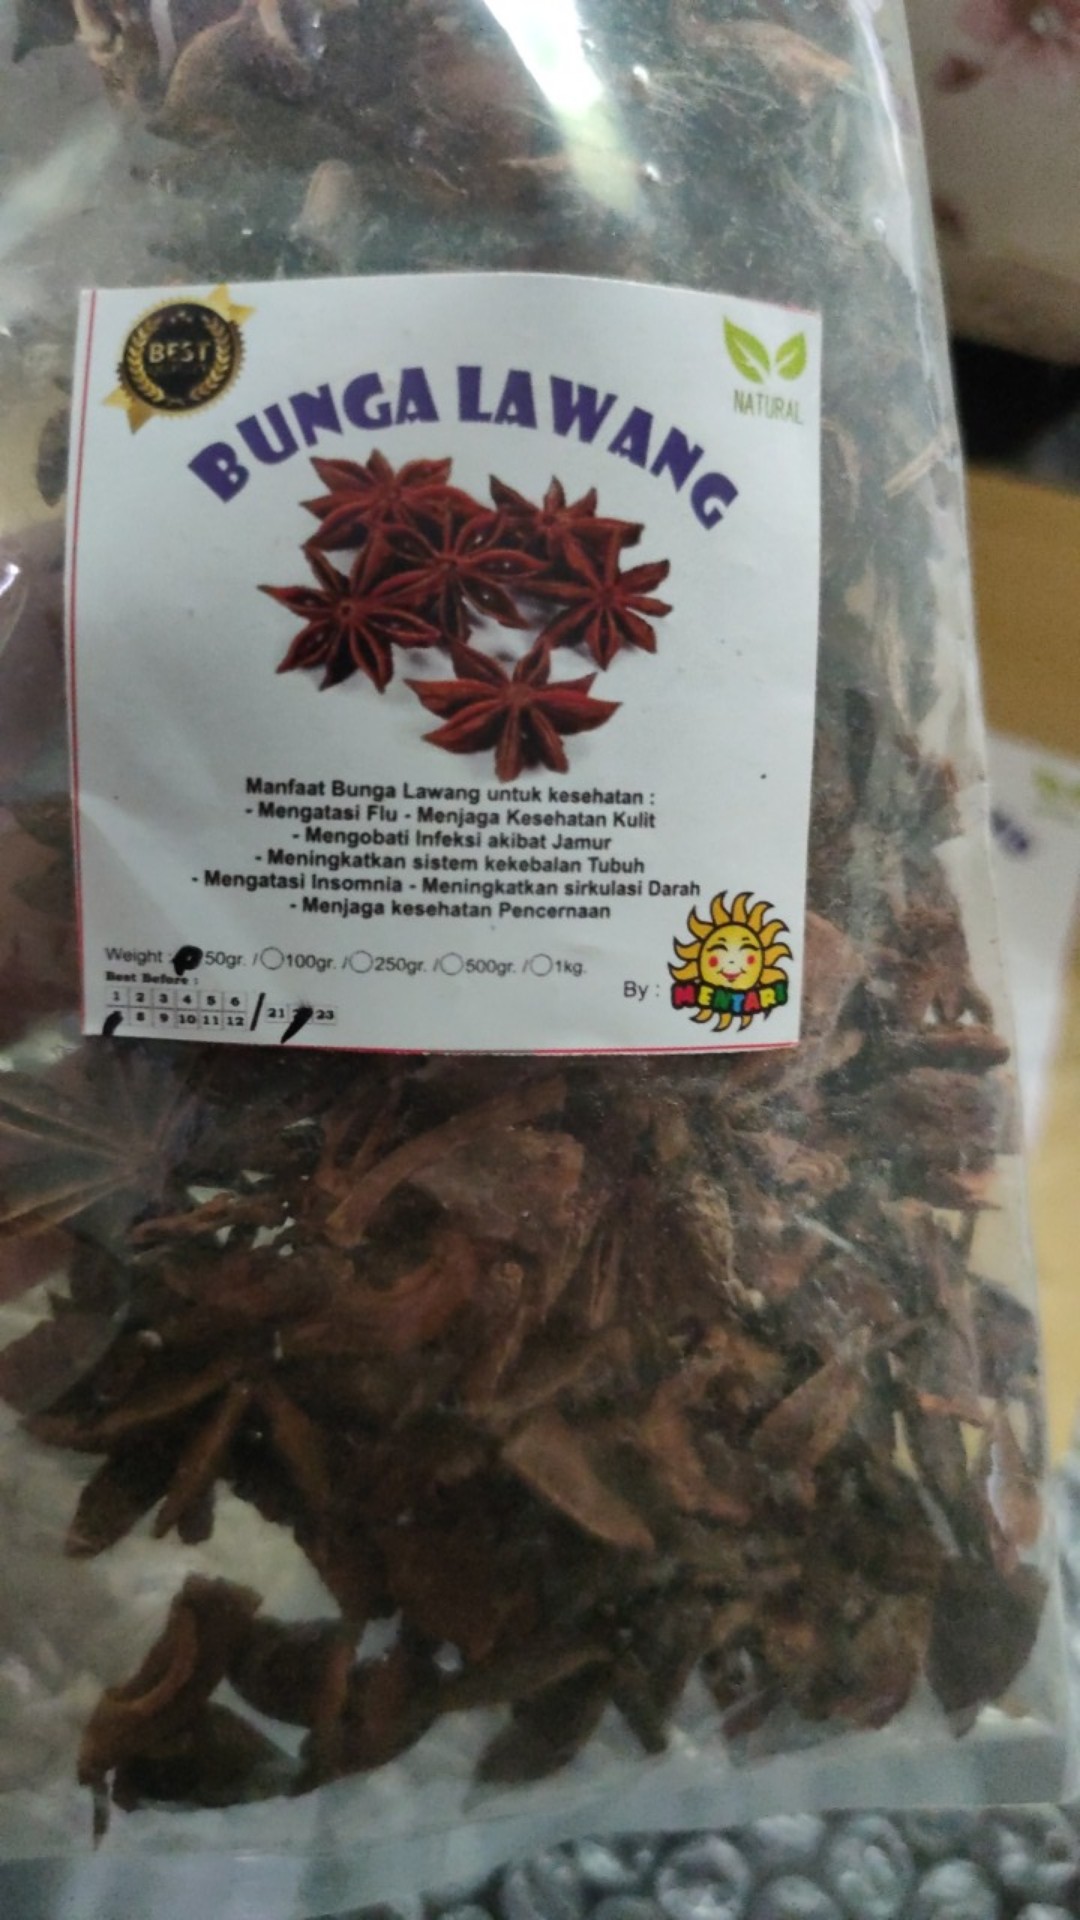 BEST
NATURAL
BUNGA LAWANG
Manfaat Bunga Lawang untuk kesehatan :
- Mengatasi Flu - Menjaga Kesehatan Kulit
- Mengobati Infeksi akibat Jamur
- Meningkatkan sistem kekebalan Tubuh
- Mengatasi Insomnia - Meningkatkan sirkulasi Darah
- Menjaga kesehatan Pencernaan
Weight : 50gr. / 100gr. / 250gr. / 500gr. / 1kg.
Best Before :
1 2 3 4 5 6
8 9 10 11 12 / 21 23
By : MENTARI